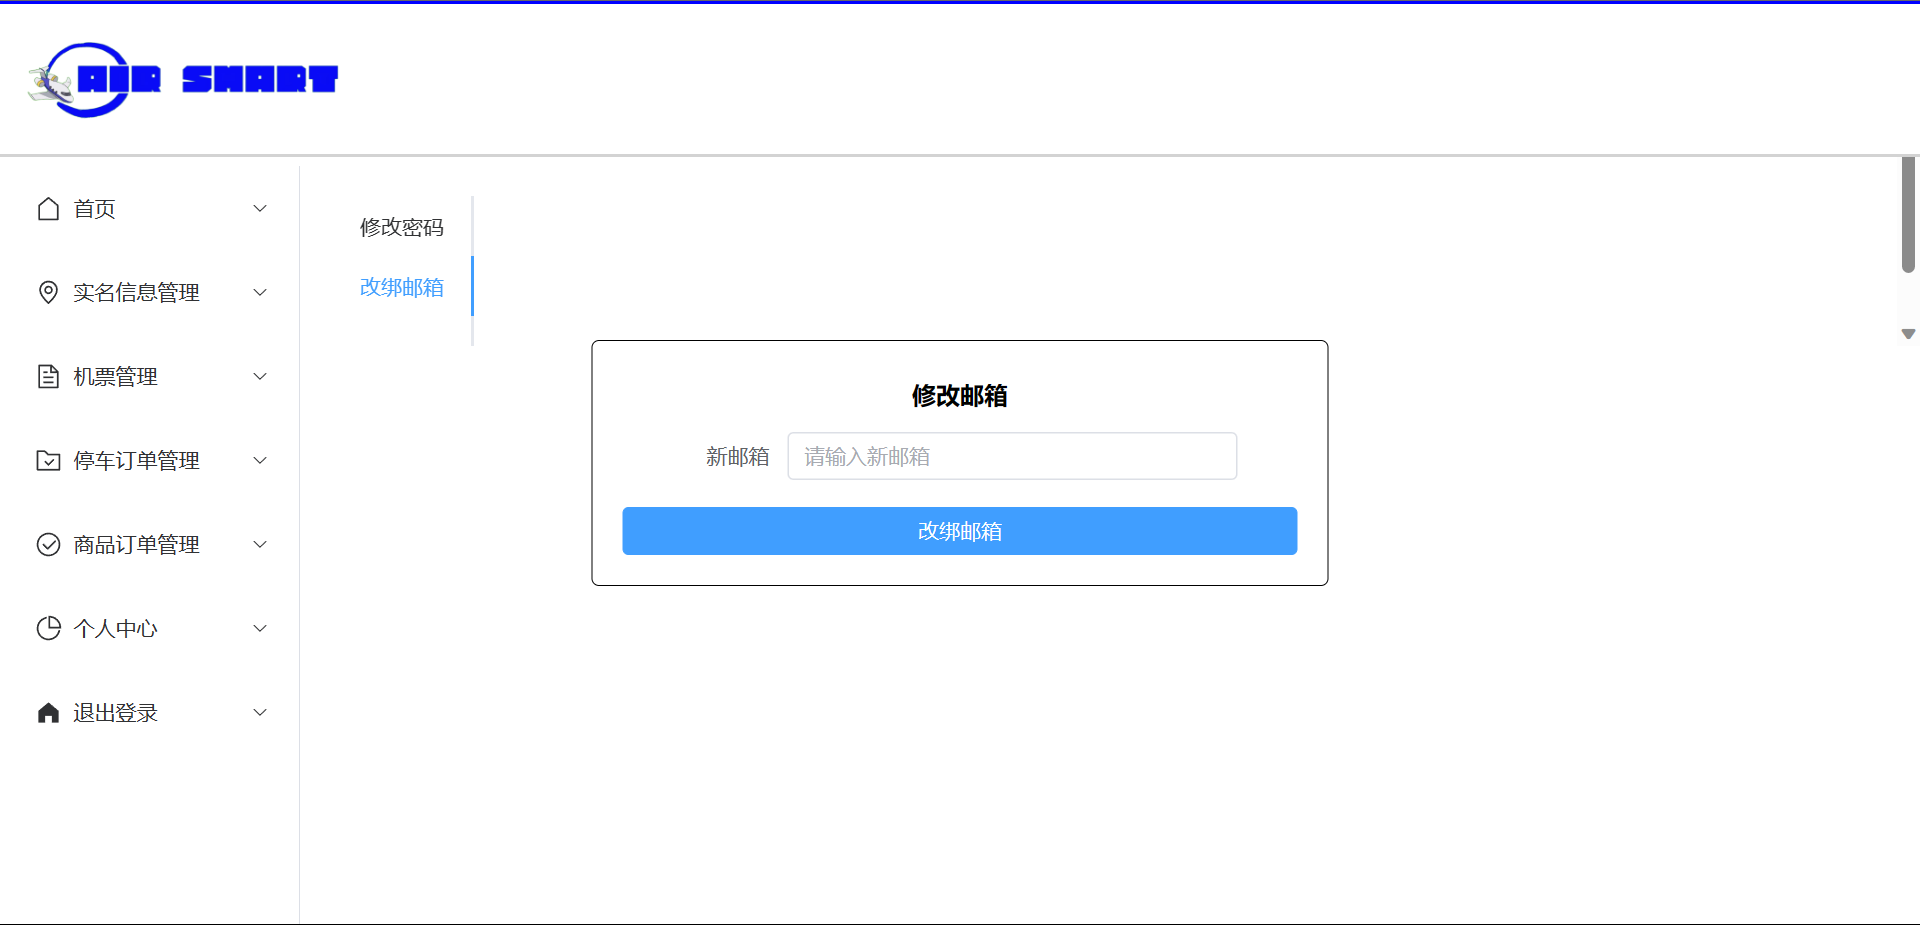 AIR SMART
首页
实名信息管理
机票管理
停车订单管理
商品订单管理
个人中心
退出登录
修改密码
改绑邮箱
修改邮箱
新邮箱 请输入新邮箱
改绑邮箱